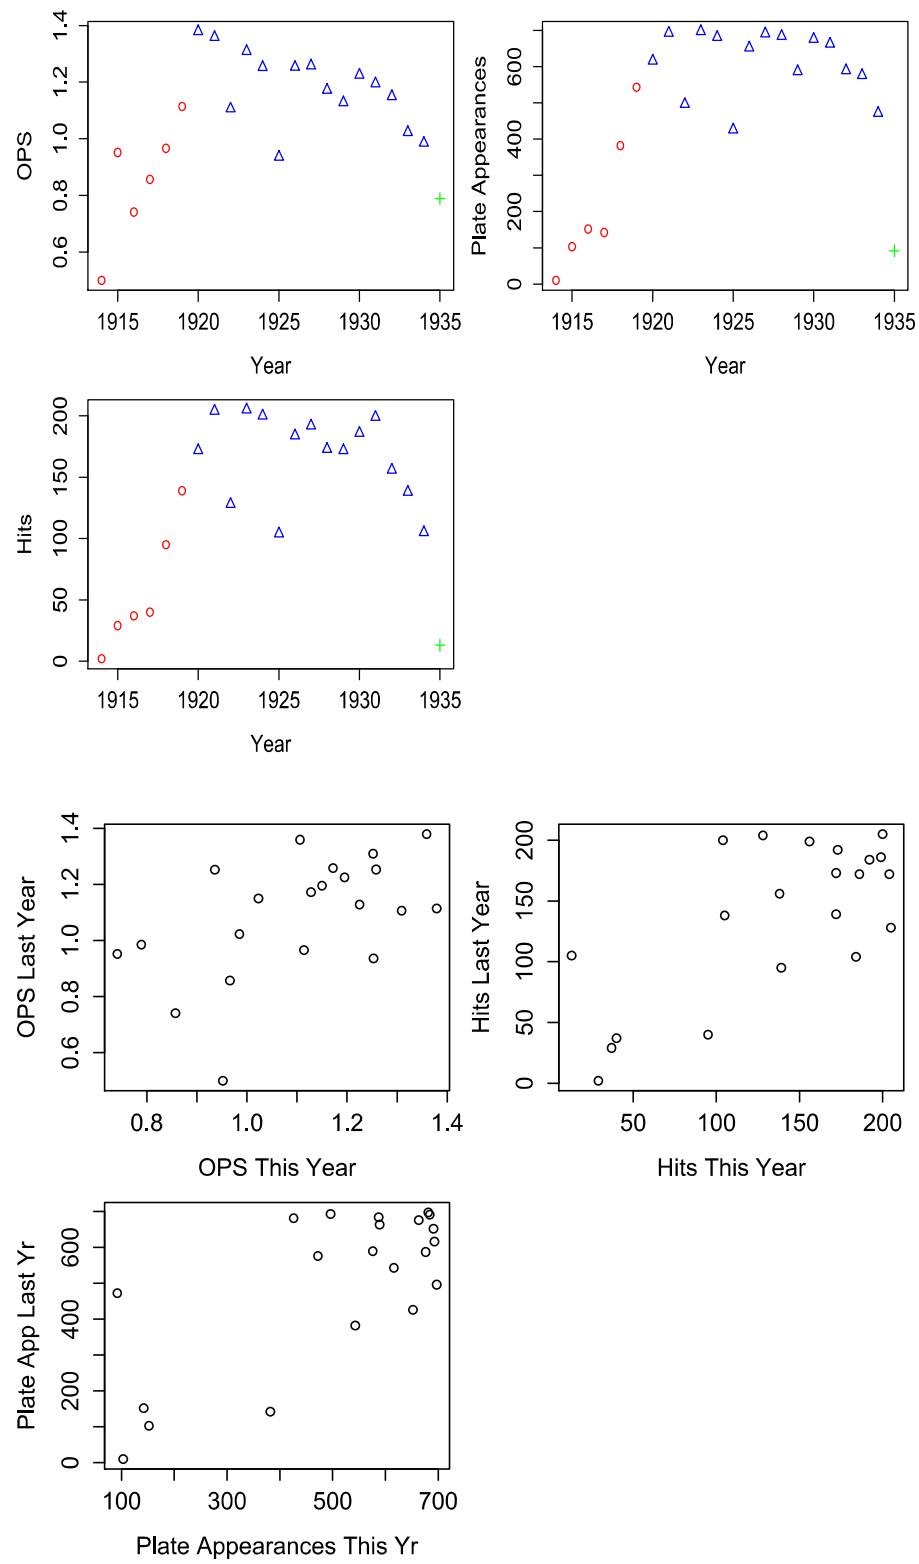 OPS
0.6 0.8 1.0 1.2 1.4
1915 1920 1925 1930 1935
Year
Plate Appearances
0 200 400 600
1915 1920 1925 1930 1935
Year
Hits
0 50 100 150 200
1915 1920 1925 1930 1935
Year
OPS Last Year
0.6 0.8 1.0 1.2 1.4
0.8 1.0 1.2 1.4
OPS This Year
Hits Last Year
0 50 100 150 200
50 100 150 200
Hits This Year
Plate App Last Yr
0 200 400 600
100 300 500 700
Plate Appearances This Yr